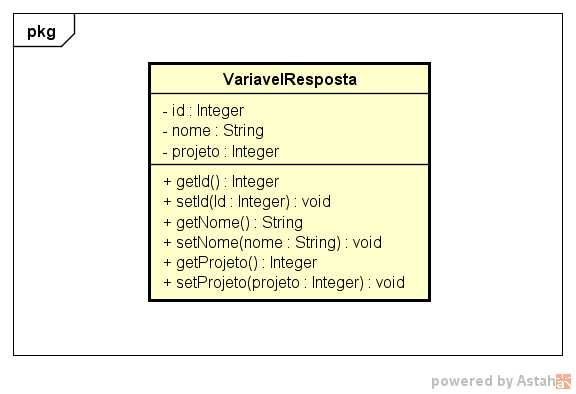 pkg
VariavelResposta
- id : Integer
- nome : String
- projeto : Integer
+ getId() : Integer
+ setId(Id : Integer) : void
+ getNome() : String
+ setNome(nome : String) : void
+ getProjeto() : Integer
+ setProjeto(projeto : Integer) : void
powered by Astah